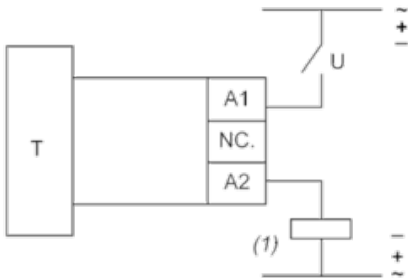 ~
+
–
U
A1
T
NC.
A2
(1)
–
+
~